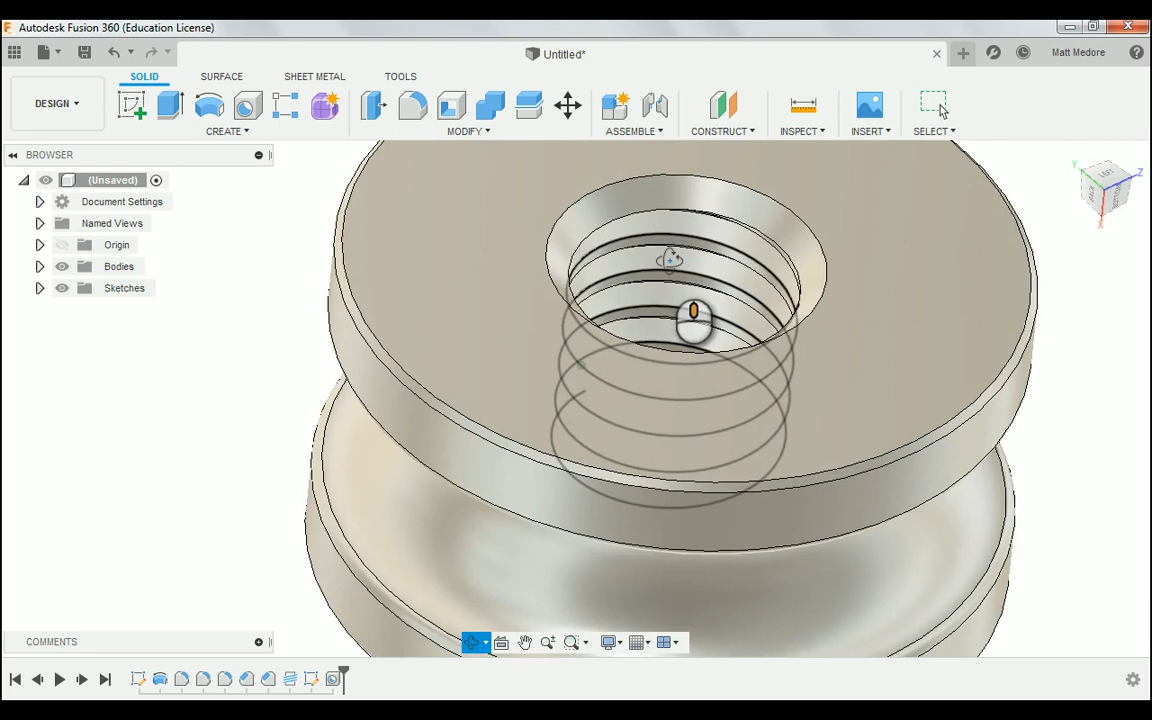 Autodesk Fusion 360 (Education License)
Untitled*
Matt Medore
DESIGN
SOLID
SURFACE
SHEET METAL
TOOLS
CREATE
MODIFY
ASSEMBLE
CONSTRUCT
INSPECT
INSERT
SELECT
BROWSER
(Unsaved)
Document Settings
Named Views
Origin
Bodies
Sketches
Y
Z
X
LEFT
COMMENTS